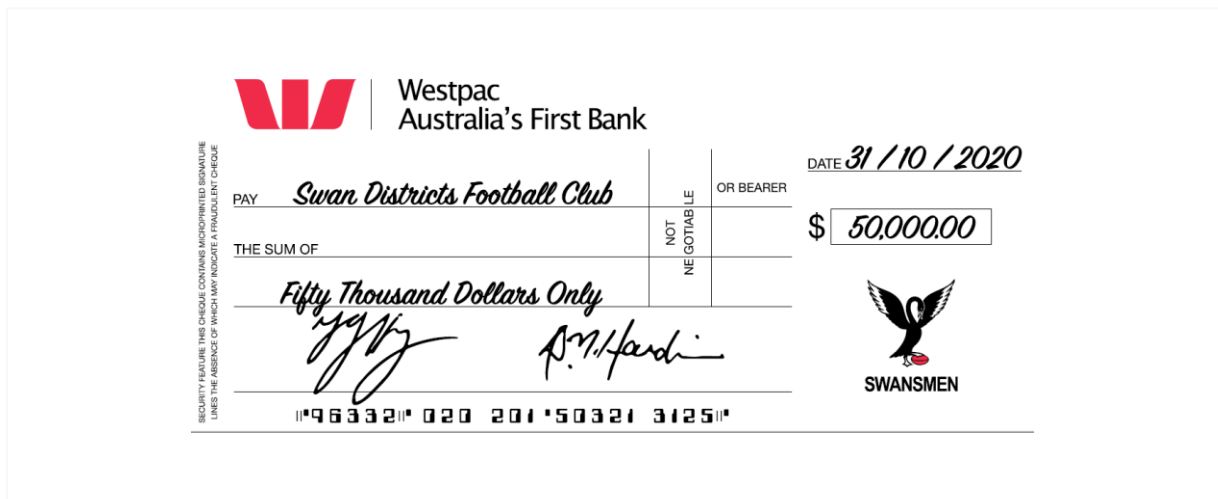 Westpac
Australia's First Bank
SECURITY FEATURE THIS CHEQUE CONTAINS MICROPRINTED SIGNATURE
LINES THE ABSENCE OF WHICH MAY INDICATE A FRAUDULENT CHEQUE
DATE 31 / 10 / 2020
PAY Swan Districts Football Club
NOT
NEGOTIABLE
OR BEARER
$ 50,000.00
THE SUM OF
Fifty Thousand Dollars Only
SWANSMEN
96332 020 201 50321 3125